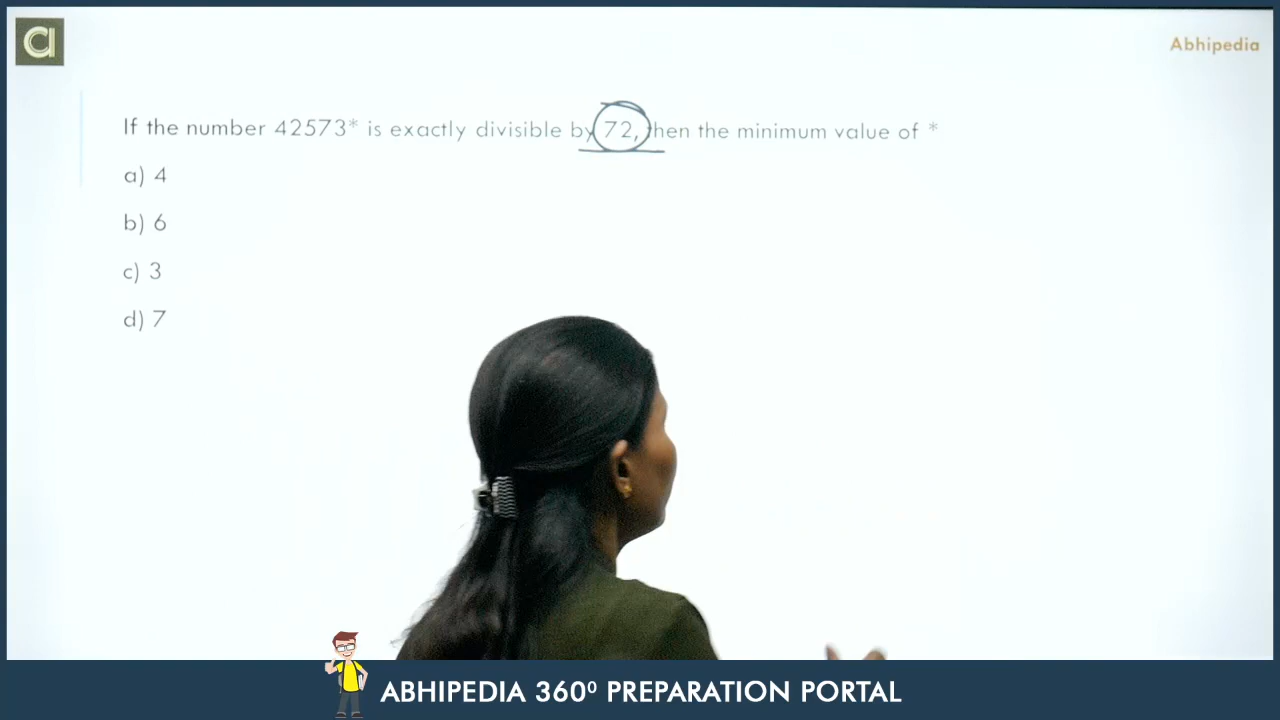 Abhipedia
If the number 42573* is exactly divisible by 72, then the minimum value of *
a) 4
b) 6
c) 3
d) 7
ABHIPEDIA 360⁰ PREPARATION PORTAL